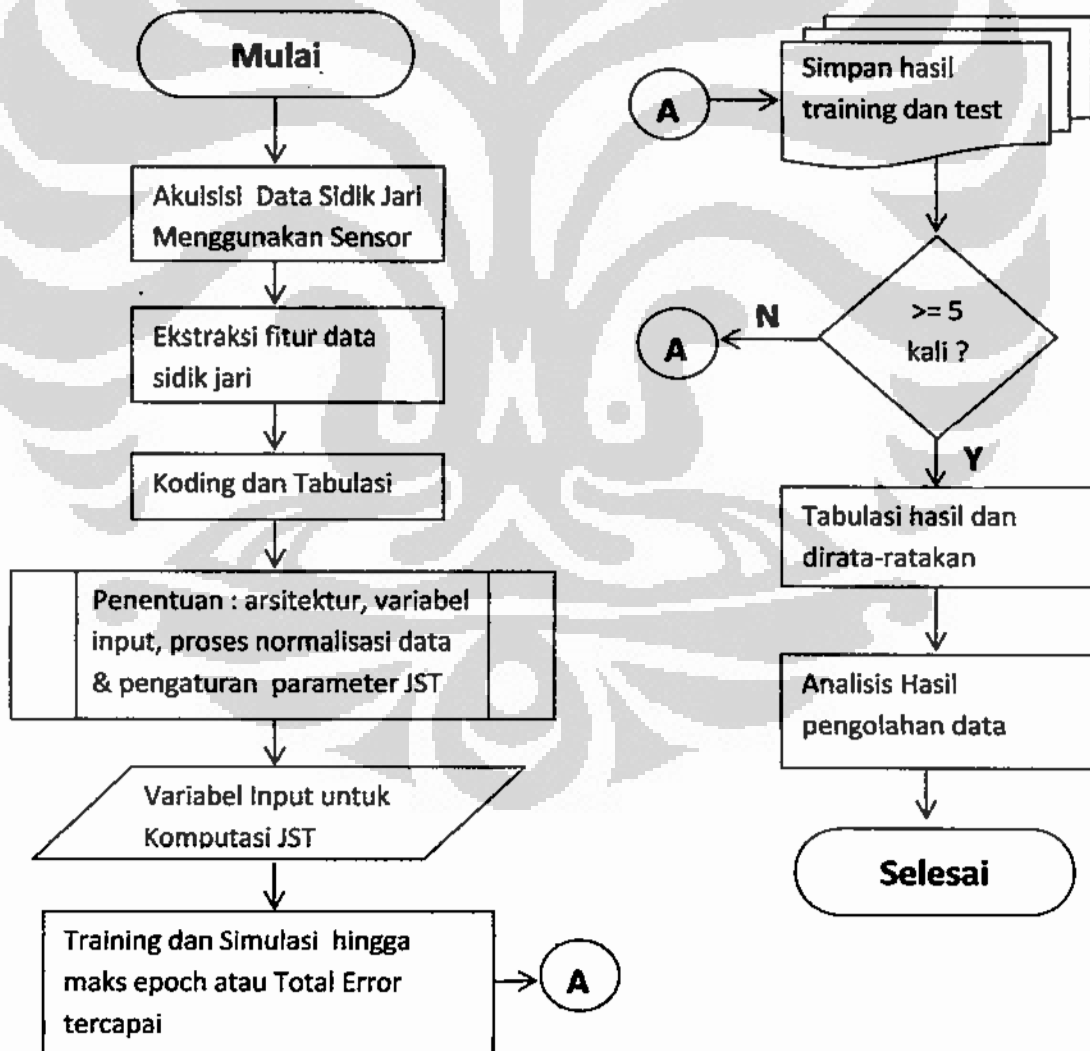 Mulai
Akuisisi Data Sidik Jari
Menggunakan Sensor
Ekstraksi fitur data
sidik jari
Koding dan Tabulasi
Penentuan : arsitektur, variabel
input, proses normalisasi data
& pengaturan parameter JST
Variabel Input untuk
Komputasi JST
Training dan Simulasi hingga
maks epoch atau Total Error
tercapai
A
A
Simpan hasil
training dan test
>= 5
kali ?
N
A
Y
Tabulasi hasil dan
dirata-ratakan
Analisis Hasil
pengolahan data
Selesai